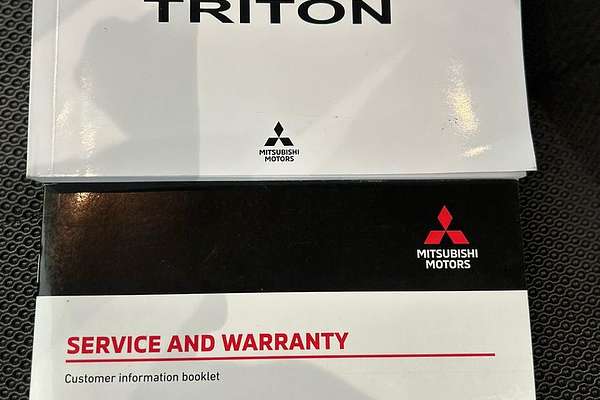 TRITON
MITSUBISHI
MOTORS
MITSUBISHI
MOTORS
SERVICE AND WARRANTY
Customer information booklet